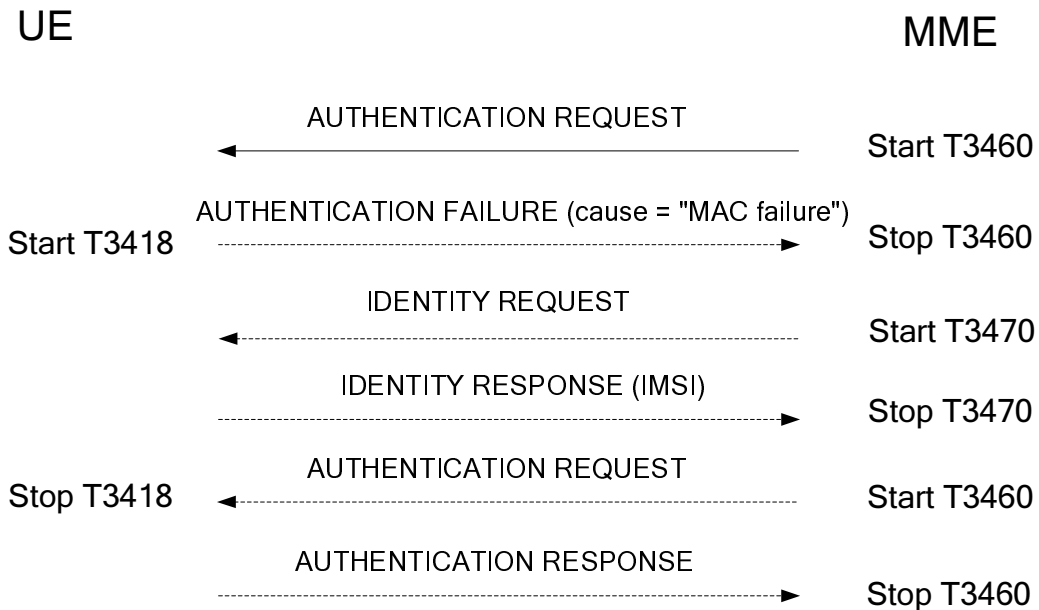 UE
MME
AUTHENTICATION REQUEST
Start T3460
AUTHENTICATION FAILURE (cause = "MAC failure")
Start T3418
Stop T3460
IDENTITY REQUEST
Start T3470
IDENTITY RESPONSE (IMSI)
Stop T3470
AUTHENTICATION REQUEST
Stop T3418
Start T3460
AUTHENTICATION RESPONSE
Stop T3460